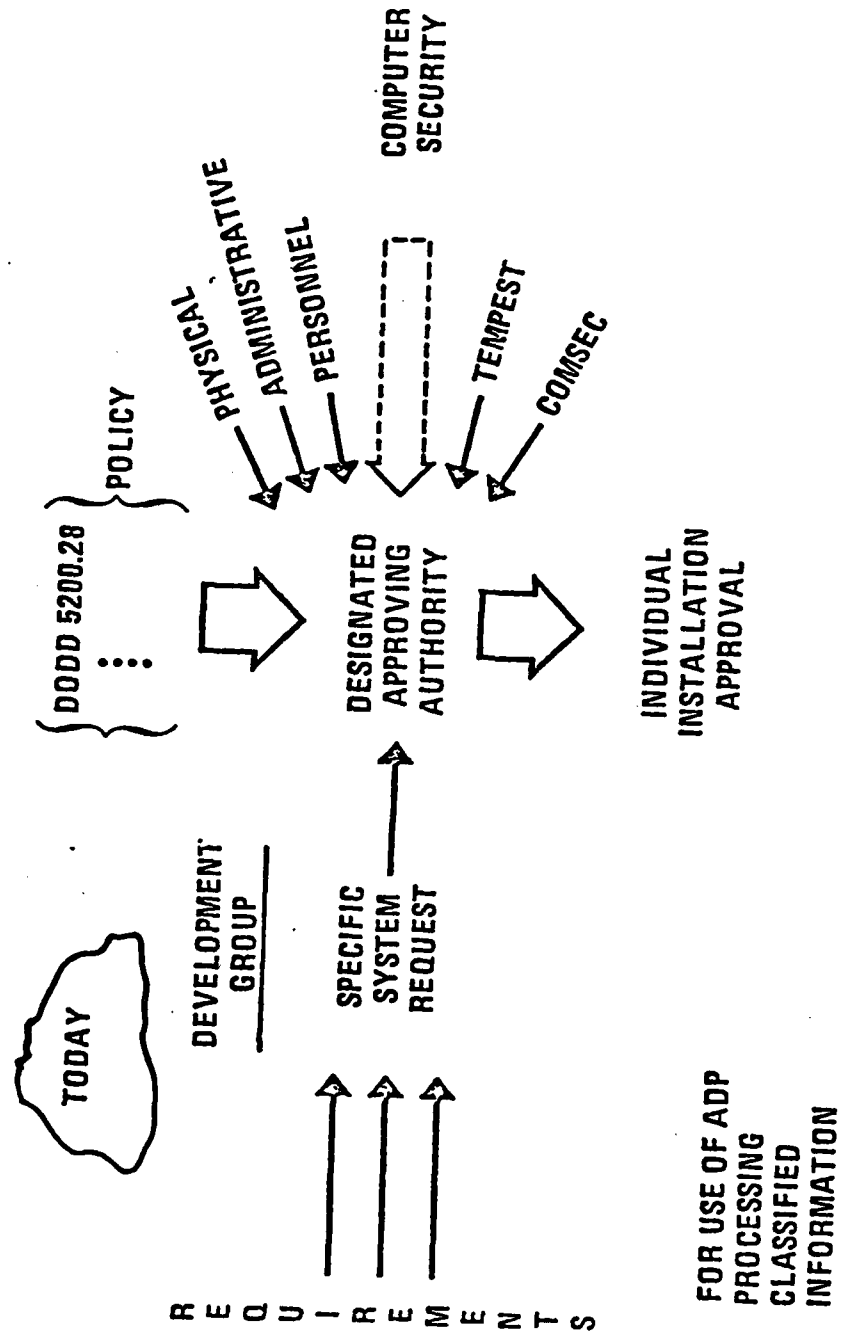 TODAY
DODD 5200.28
....
POLICY
DEVELOPMENT
GROUP
PHYSICAL
ADMINISTRATIVE
PERSONNEL
REQUIREMENTS
SPECIFIC
SYSTEM
REQUEST
DESIGNATED
APPROVING
AUTHORITY
COMPUTER
SECURITY
TEMPEST
COMSEC
INDIVIDUAL
INSTALLATION
APPROVAL
FOR USE OF ADP
PROCESSING
CLASSIFIED
INFORMATION